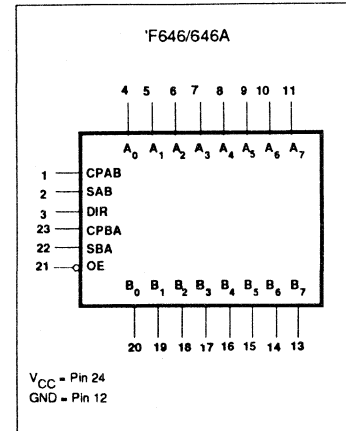 'F646/646A
4 5 6 7 8 9 10 11
A0 A1 A2 A3 A4 A5 A6 A7
1 CPAB
2 SAB
3 DIR
23 CPBA
22 SBA
21 OE
B0 B1 B2 B3 B4 B5 B6 B7
20 19 18 17 16 15 14 13
VCC = Pin 24
GND = Pin 12